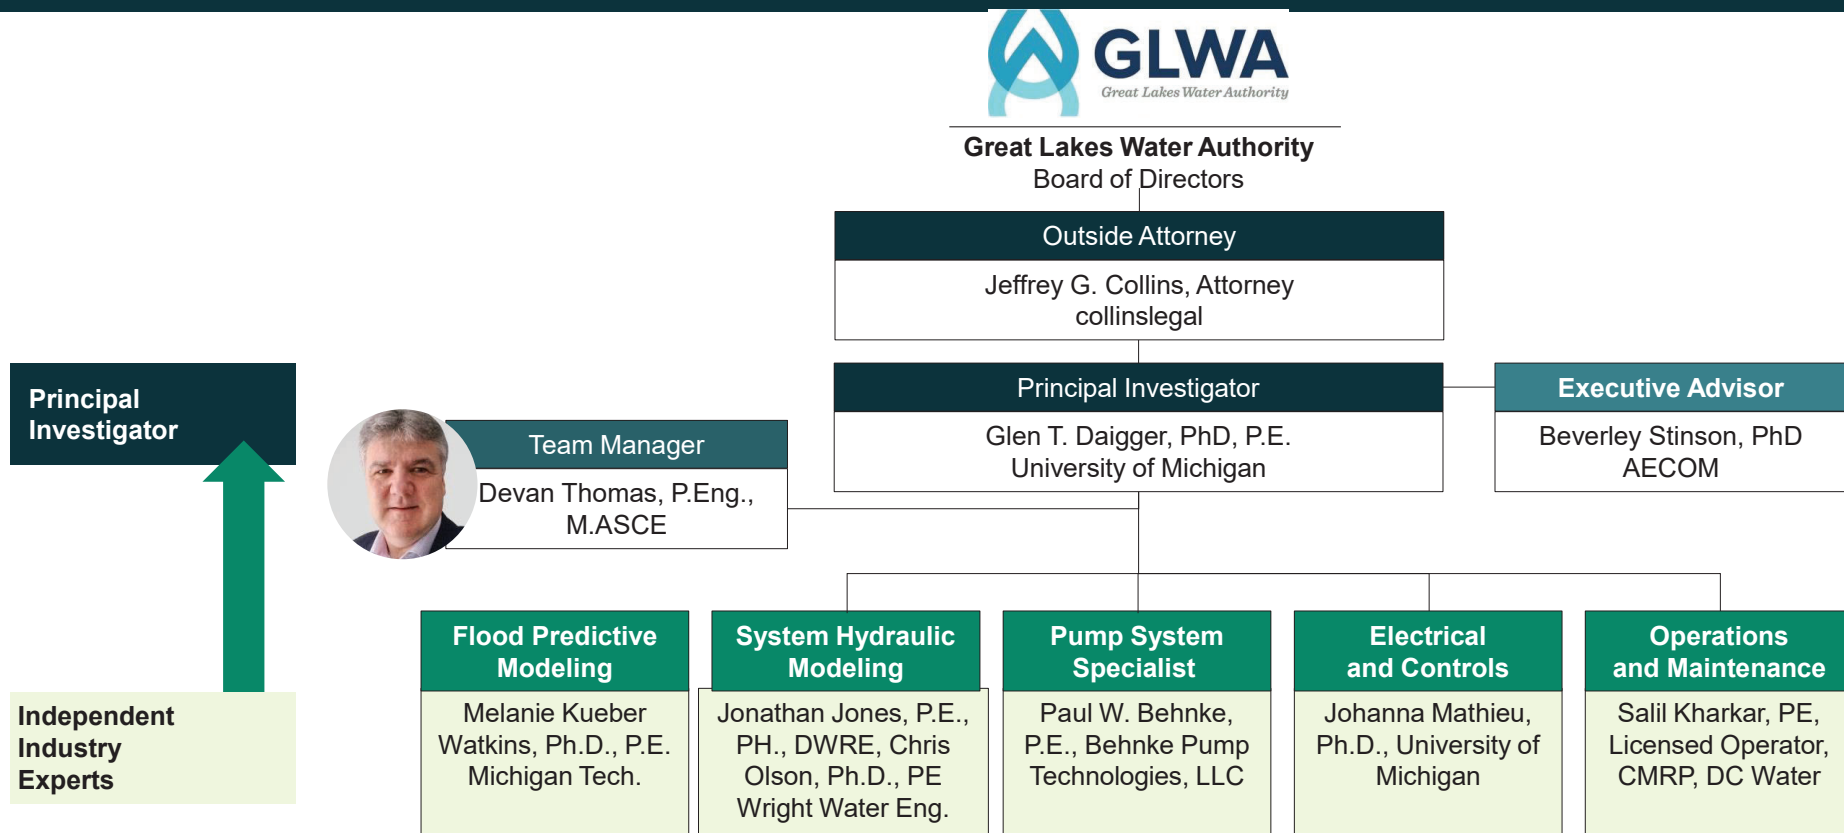 GLWA
Great Lakes Water Authority
Great Lakes Water Authority
Board of Directors
Outside Attorney
Jeffrey G. Collins, Attorney
collinslegal
Principal
Investigator
Principal Investigator
Glen T. Daigger, PhD, P.E.
University of Michigan
Executive Advisor
Beverley Stinson, PhD
AECOM
Team Manager
Devan Thomas, P.Eng.,
M.ASCE
Independent
Industry
Experts
Flood Predictive
Modeling
Melanie Kueber
Watkins, Ph.D., P.E.
Michigan Tech.
System Hydraulic
Modeling
Jonathan Jones, P.E.,
PH., DWRE, Chris
Olson, Ph.D., PE
Wright Water Eng.
Pump System
Specialist
Paul W. Behnke,
P.E., Behnke Pump
Technologies, LLC
Electrical
and Controls
Johanna Mathieu,
Ph.D., University of
Michigan
Operations
and Maintenance
Salil Kharkar, PE,
Licensed Operator,
CMRP, DC Water